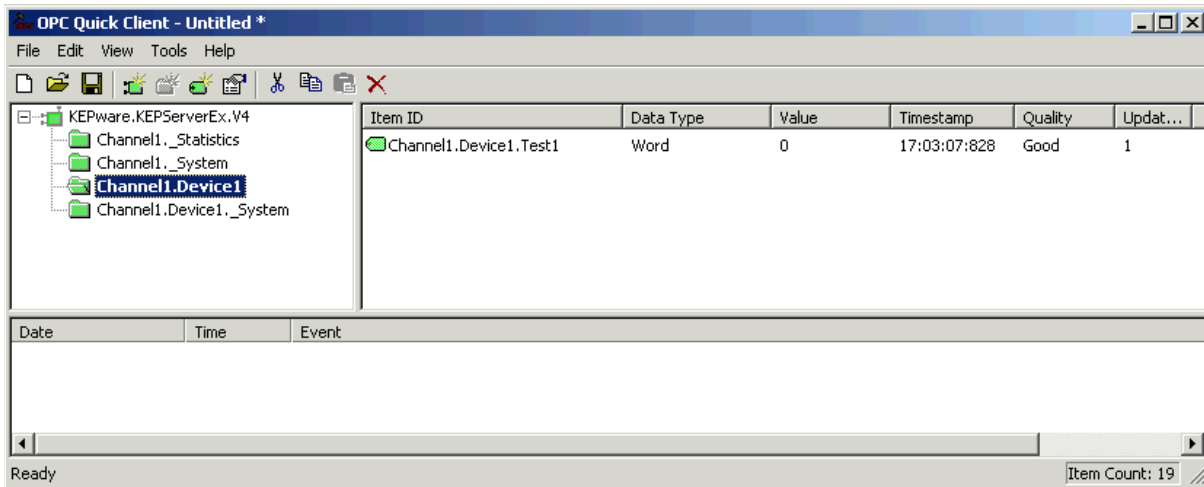 OPC Quick Client - Untitled *
File Edit View Tools Help
KEPware.KEPServerEx.V4
Channel1._Statistics
Channel1._System
Channel1.Device1
Channel1.Device1._System
Item ID Data Type Value Timestamp Quality Updat...
Channel1.Device1.Test1 Word 0 17:03:07:828 Good 1
Date Time Event
Ready Item Count: 19